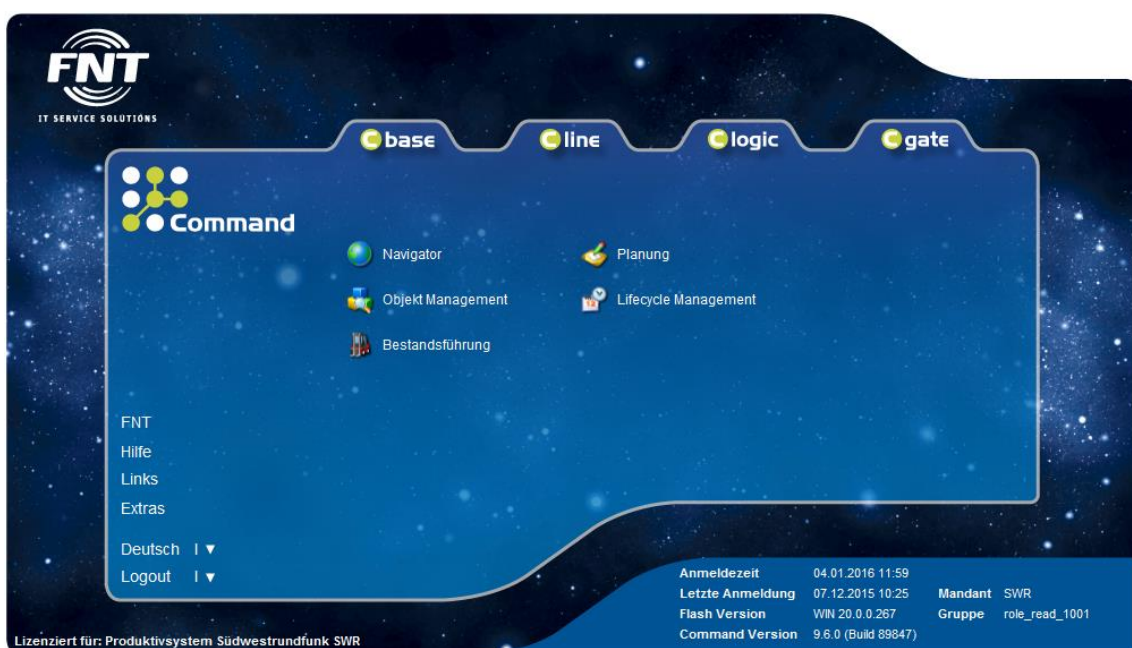 FNT
IT SERVICE SOLUTIONS
C base C line C logic C gate
Command
Navigator Planung
Objekt Management Lifecycle Management
Bestandsführung
FNT
Hilfe
Links
Extras
Deutsch | ▼
Logout | ▼
Anmeldezeit 04.01.2016 11:59
Letzte Anmeldung 07.12.2015 10:25 Mandant SWR
Flash Version WIN 20.0.0.267 Gruppe role_read_1001
Command Version 9.6.0 (Build 89847)
Lizenziert für: Produktivsystem Südwestrundfunk SWR